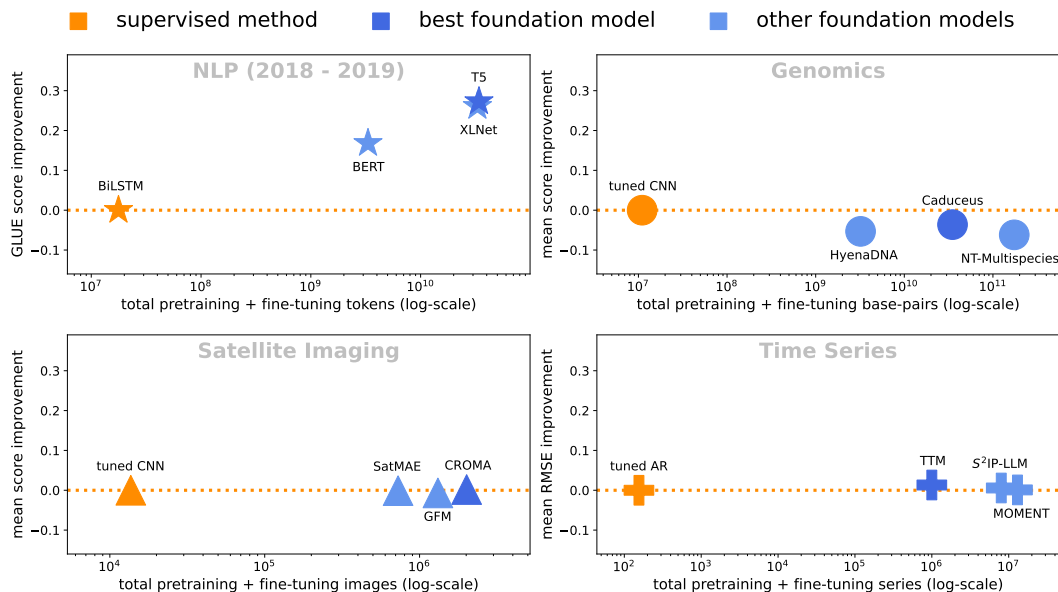 supervised method
best foundation model
other foundation models
NLP (2018 - 2019)
GLUE score improvement
0.3
0.2
0.1
0.0
−0.1
BiLSTM
BERT
T5
XLNet
10^7
10^8
10^9
10^10
total pretraining + fine-tuning tokens (log-scale)
Genomics
mean score improvement
0.3
0.2
0.1
0.0
−0.1
tuned CNN
HyenaDNA
Caduceus
NT-Multispecies
10^7
10^8
10^9
10^10
10^11
total pretraining + fine-tuning base-pairs (log-scale)
Satellite Imaging
mean score improvement
0.3
0.2
0.1
0.0
−0.1
tuned CNN
SatMAE
GFM
CROMA
10^4
10^5
10^6
total pretraining + fine-tuning images (log-scale)
Time Series
mean RMSE improvement
0.3
0.2
0.1
0.0
−0.1
tuned AR
TTM
S^2IP-LLM
MOMENT
10^2
10^3
10^4
10^5
10^6
10^7
total pretraining + fine-tuning series (log-scale)